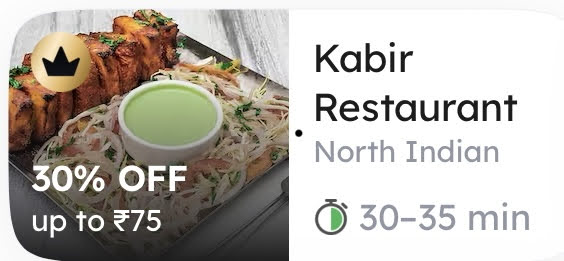 30% OFF
up to ₹75
Kabir
Restaurant
North Indian
30–35 min